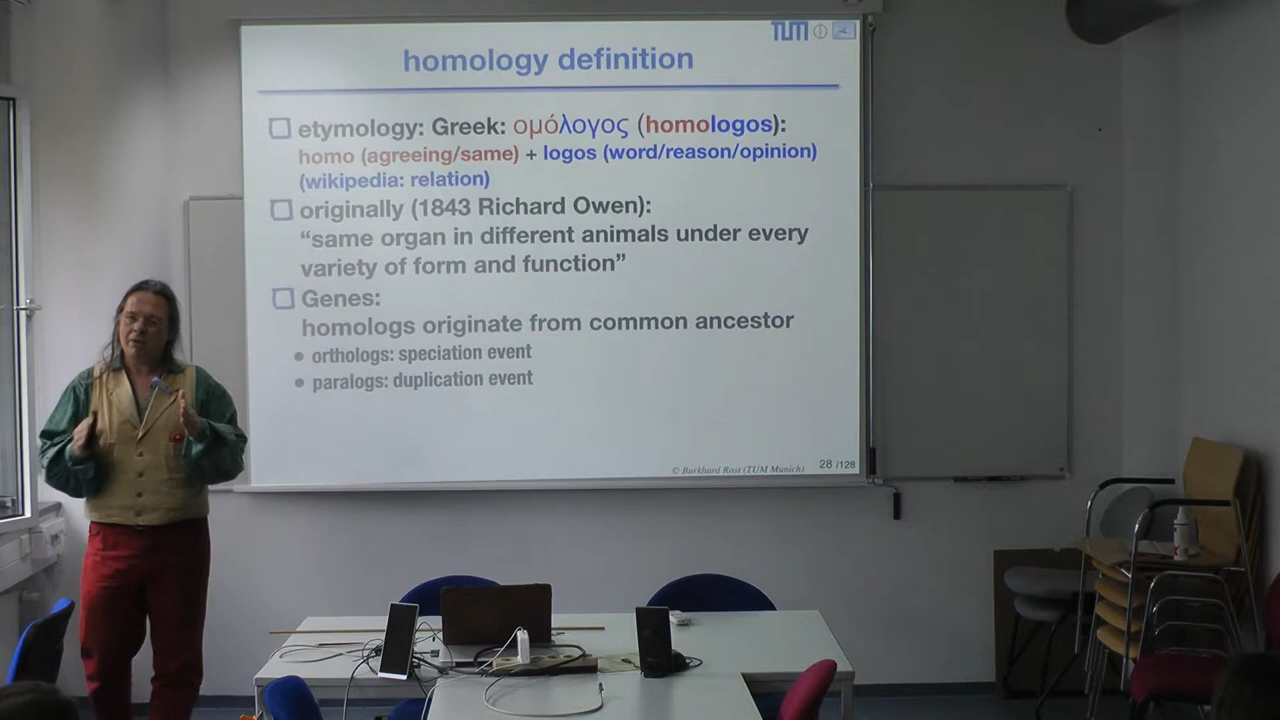 TUM
homology definition
etymology: Greek: ομόλογος (homologos):
homo (agreeing/same) + logos (word/reason/opinion)
(wikipedia: relation)
originally (1843 Richard Owen):
“same organ in different animals under every
variety of form and function”
Genes:
homologs originate from common ancestor
• orthologs: speciation event
• paralogs: duplication event
© Burkhard Rost (TUM Munich)
28 /128